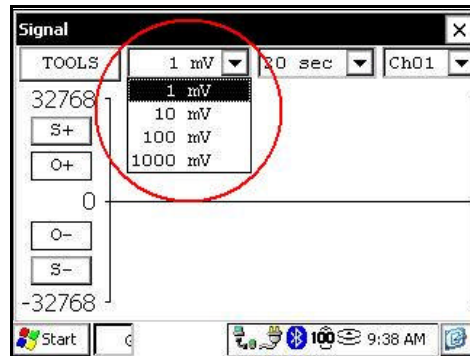 Signal
TOOLS 1 mV 20 sec Ch01
32768
1 mV
10 mV
100 mV
1000 mV
S+
O+
0
O-
S-
-32768
Start 100 9:38 AM